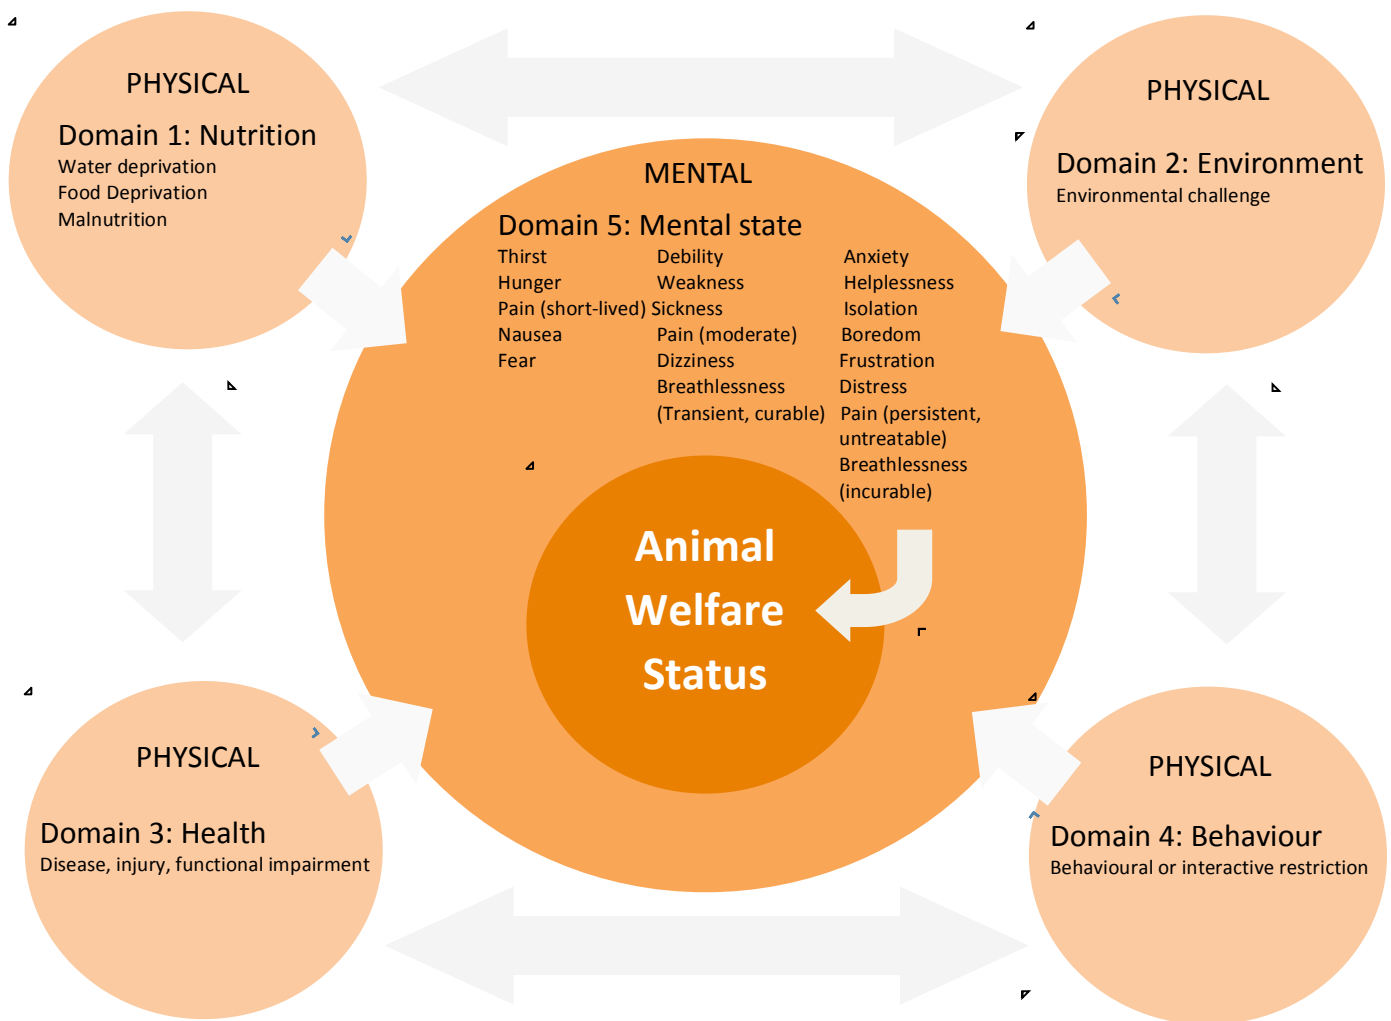 PHYSICAL
Domain 1: Nutrition
Water deprivation
Food Deprivation
Malnutrition
PHYSICAL
Domain 2: Environment
Environmental challenge
MENTAL
Domain 5: Mental state
Thirst
Hunger
Pain (short-lived)
Nausea
Fear
Debility
Weakness
Sickness
Pain (moderate)
Dizziness
Breathlessness
(Transient, curable)
Anxiety
Helplessness
Isolation
Boredom
Frustration
Distress
Pain (persistent,
untreatable)
Breathlessness
(incurable)
Animal
Welfare
Status
PHYSICAL
Domain 3: Health
Disease, injury, functional impairment
PHYSICAL
Domain 4: Behaviour
Behavioural or interactive restriction